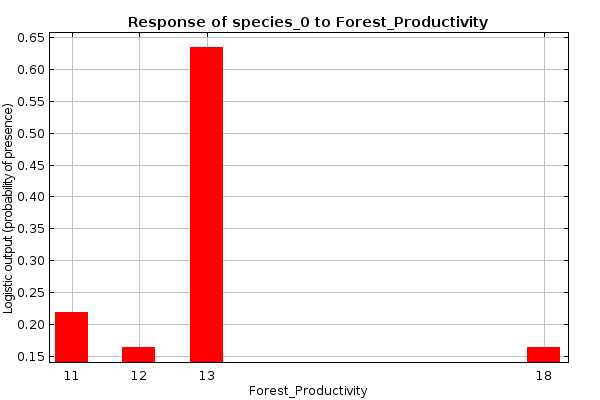 Response of species_0 to Forest_Productivity
Logistic output (probability of presence)
0.65
0.60
0.55
0.50
0.45
0.40
0.35
0.30
0.25
0.20
0.15
11 12 13 18
Forest_Productivity